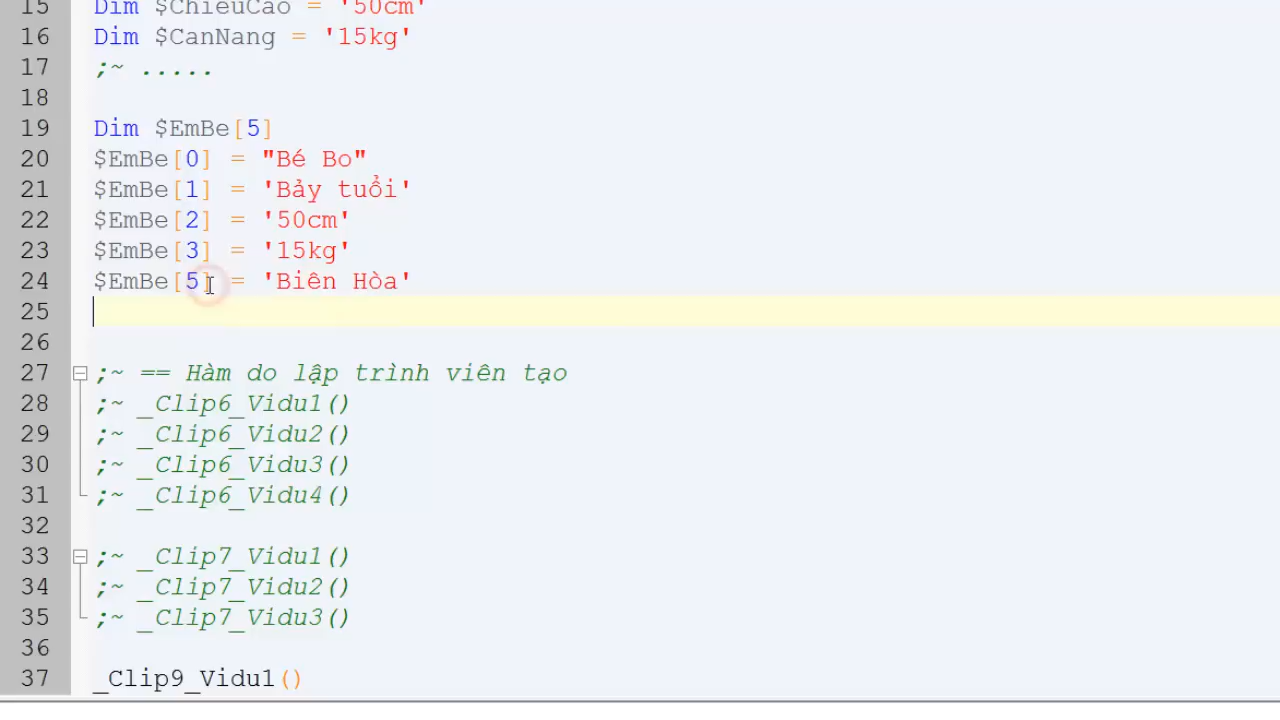 15 Dim $ChieuCao = '50cm'
16 Dim $CanNang = '15kg'
17 ;~ .....
18
19 Dim $EmBe[5]
20 $EmBe[0] = "Bé Bo"
21 $EmBe[1] = 'Bảy tuổi'
22 $EmBe[2] = '50cm'
23 $EmBe[3] = '15kg'
24 $EmBe[5] = 'Biên Hòa'
25
26
27 ;~ == Hàm do lập trình viên tạo
28 ;~ _Clip6_Vidu1()
29 ;~ _Clip6_Vidu2()
30 ;~ _Clip6_Vidu3()
31 ;~ _Clip6_Vidu4()
32
33 ;~ _Clip7_Vidu1()
34 ;~ _Clip7_Vidu2()
35 ;~ _Clip7_Vidu3()
36
37 _Clip9_Vidu1()